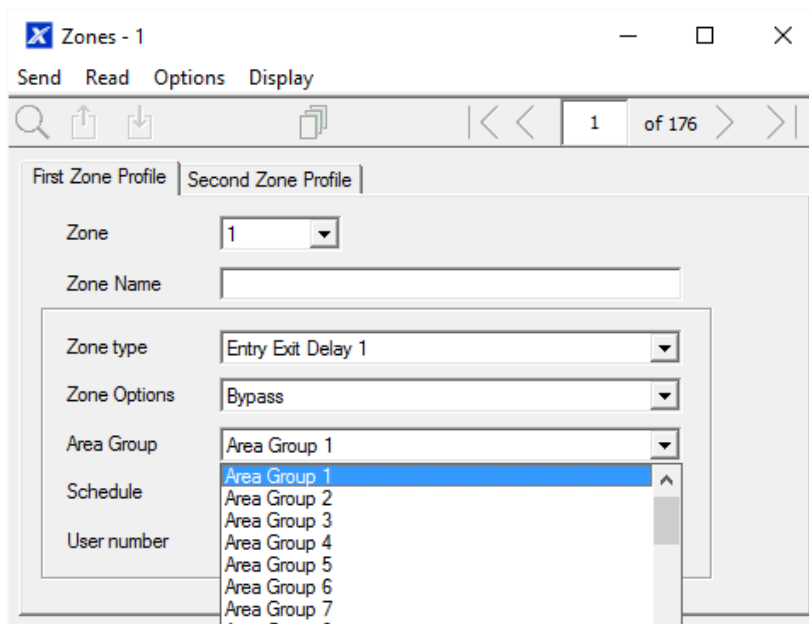 Zones - 1
Send Read Options Display
1 of 176
First Zone Profile Second Zone Profile
Zone 1
Zone Name
Zone type Entry Exit Delay 1
Zone Options Bypass
Area Group Area Group 1
Area Group 1
Schedule
Area Group 2
Area Group 3
Area Group 4
User number
Area Group 5
Area Group 6
Area Group 7